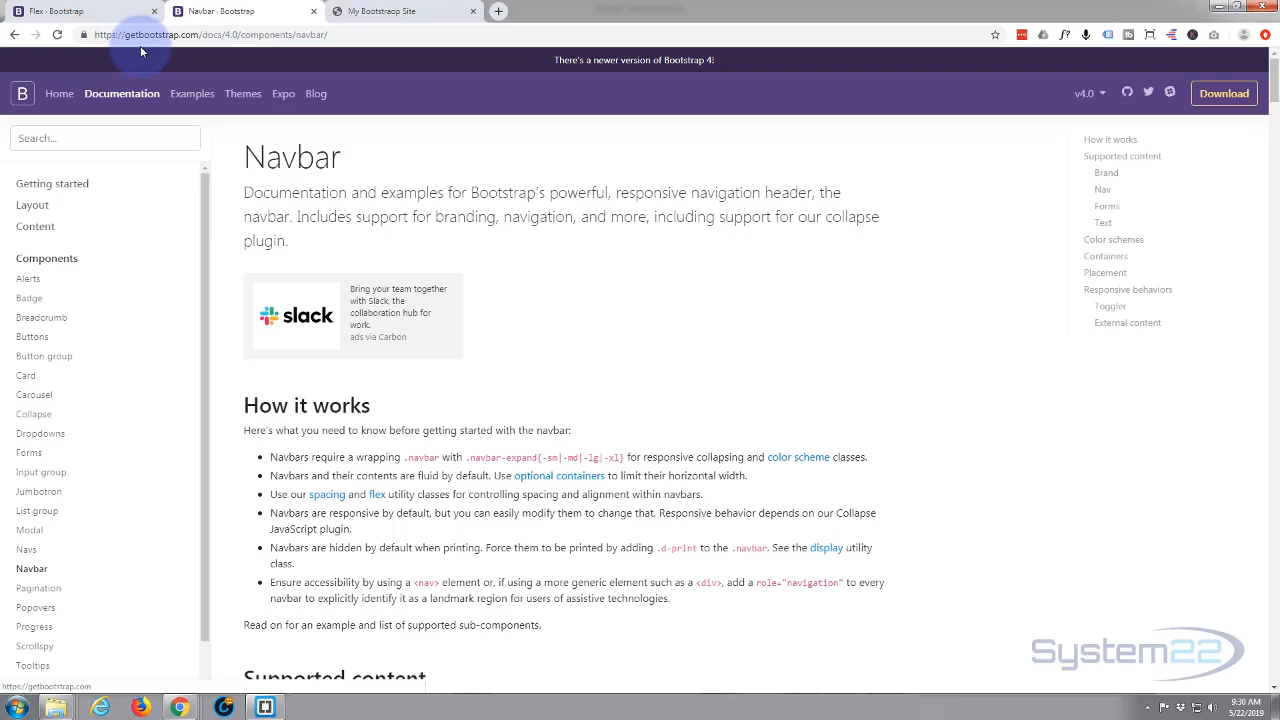 Flex · Bootstrap
Navbar · Bootstrap
My Bootstrap Site
https://getbootstrap.com/docs/4.0/components/navbar/
There's a newer version of Bootstrap 4!
B
Home
Documentation
Examples
Themes
Expo
Blog
v4.0
Download
Search...
Getting started
Layout
Content
Components
Alerts
Badge
Breadcrumb
Buttons
Button group
Card
Carousel
Collapse
Dropdowns
Forms
Input group
Jumbotron
List group
Modal
Navs
Navbar
Pagination
Popovers
Progress
Scrollspy
Tooltips
Navbar
Documentation and examples for Bootstrap's powerful, responsive navigation header, the
navbar. Includes support for branding, navigation, and more, including support for our collapse
plugin.
slack
Bring your team together
with Slack, the
collaboration hub for
work.
ads via Carbon
How it works
Here's what you need to know before getting started with the navbar:
Navbars require a wrapping .navbar with .navbar-expand{-sm|-md|-lg|-xl} for responsive collapsing and color scheme classes.
Navbars and their contents are fluid by default. Use optional containers to limit their horizontal width.
Use our spacing and flex utility classes for controlling spacing and alignment within navbars.
Navbars are responsive by default, but you can easily modify them to change that. Responsive behavior depends on our Collapse
JavaScript plugin.
Navbars are hidden by default when printing. Force them to be printed by adding .d-print to the .navbar. See the display utility
class.
Ensure accessibility by using a <nav> element or, if using a more generic element such as a <div>, add a role="navigation" to every
navbar to explicitly identify it as a landmark region for users of assistive technologies.
Read on for an example and list of supported sub-components.
Supported content
How it works
Supported content
Brand
Nav
Forms
Text
Color schemes
Containers
Placement
Responsive behaviors
Toggler
External content
System22
https://getbootstrap.com
9:30 AM
5/22/2019